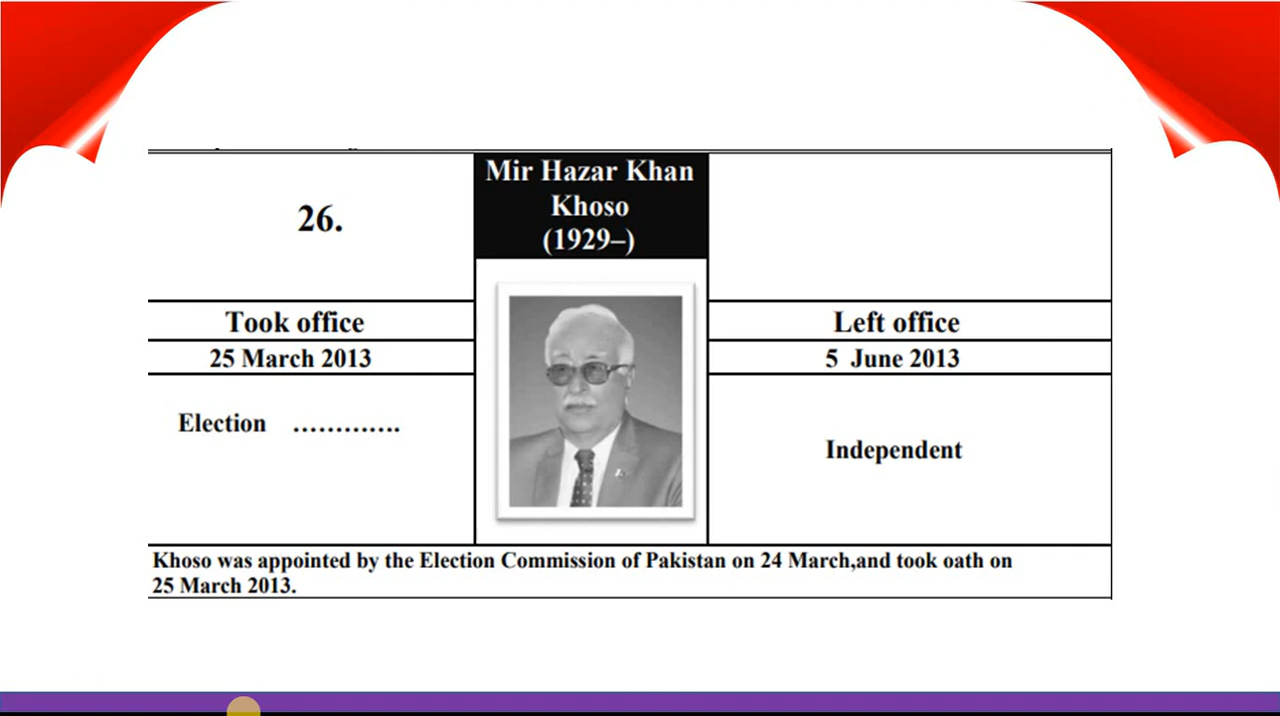 26.
Mir Hazar Khan
Khoso
(1929–)
Took office
25 March 2013
Election ………….
Left office
5 June 2013
Independent
Khoso was appointed by the Election Commission of Pakistan on 24 March,and took oath on
25 March 2013.